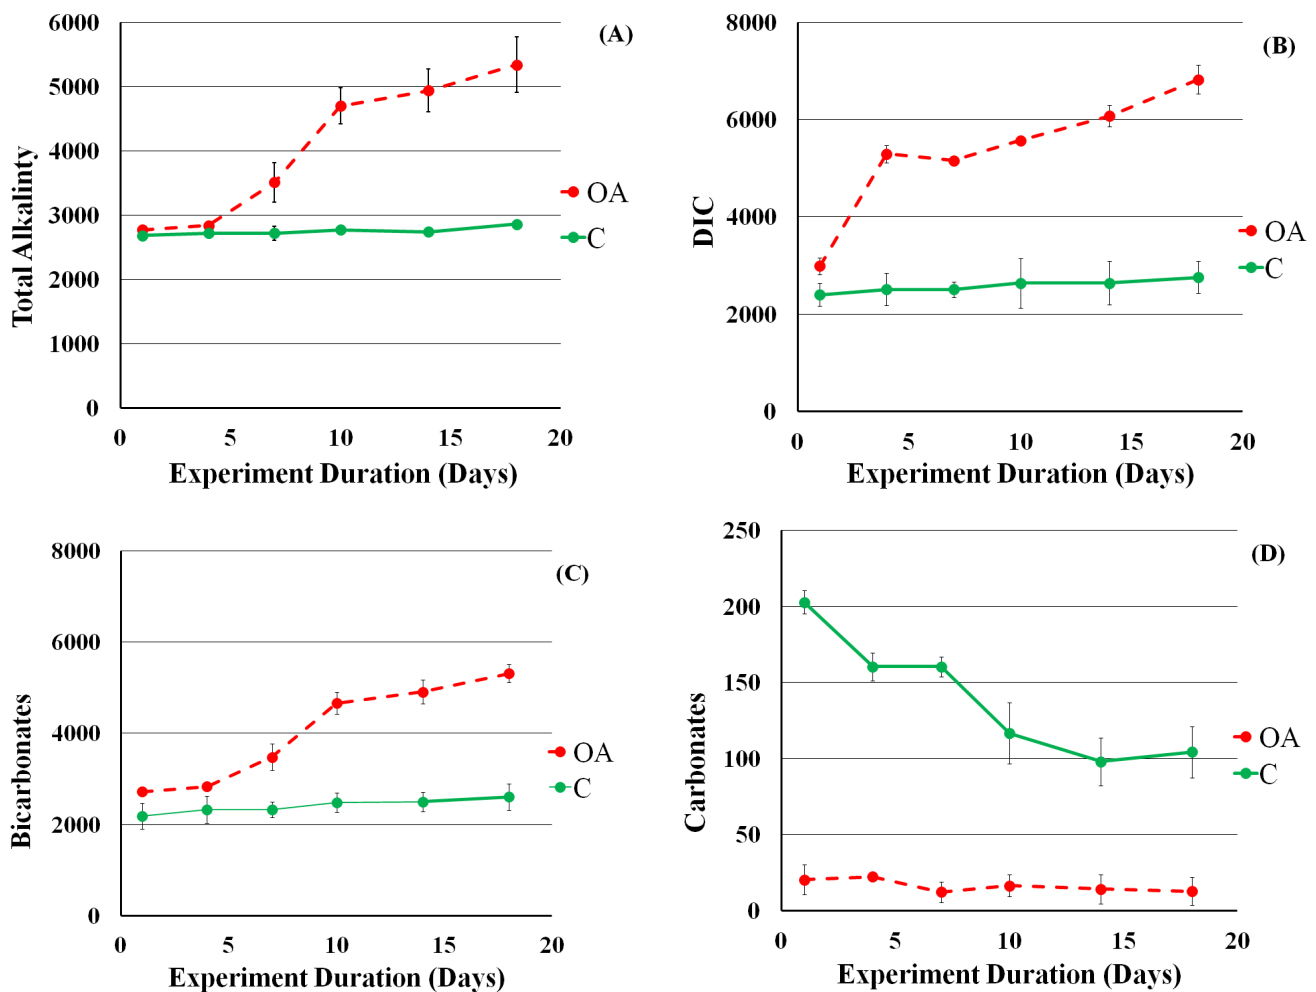 (A)
Total Alkalinty
6000
5000
4000
3000
2000
1000
0
0 5 10 15 20
Experiment Duration (Days)
OA
C
(B)
DIC
8000
6000
4000
2000
0
0 5 10 15 20
Experiment Duration (Days)
OA
C
(C)
Bicarbonates
8000
6000
4000
2000
0
0 5 10 15 20
Experiment Duration (Days)
OA
C
(D)
Carbonates
250
200
150
100
50
0
0 5 10 15 20
Experiment Duration (Days)
OA
C